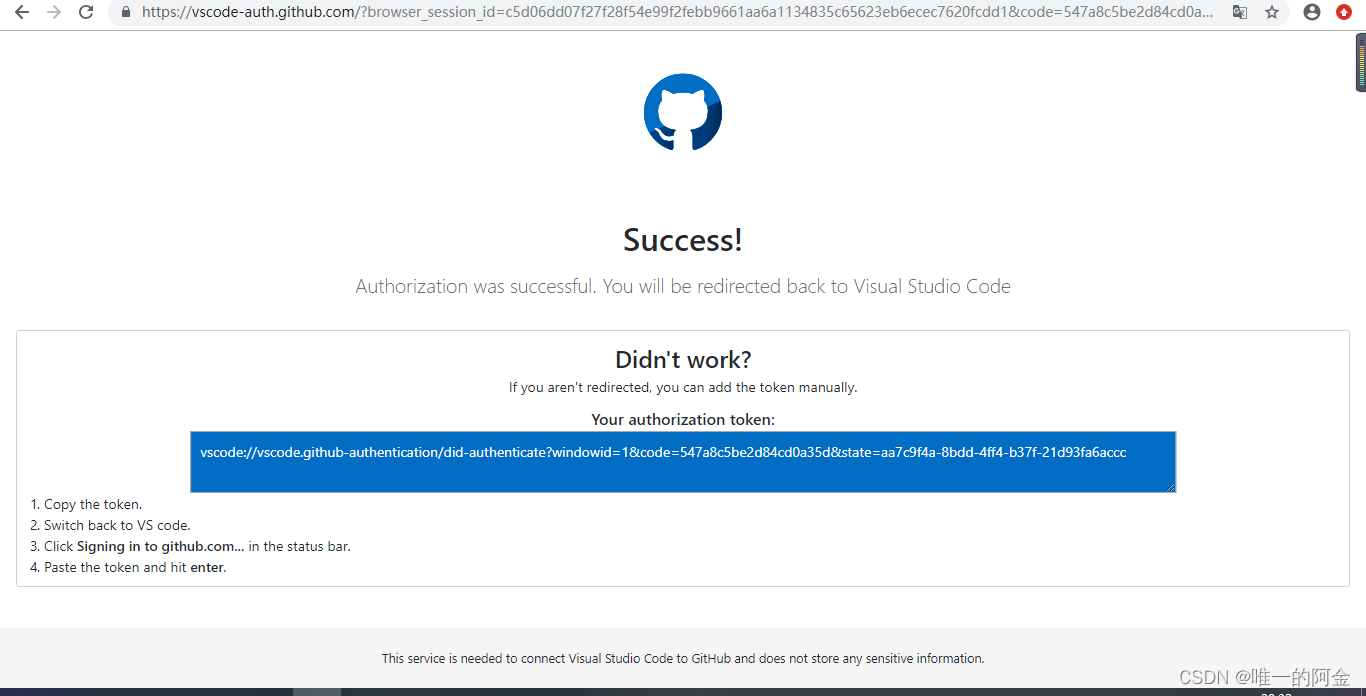 https://vscode-auth.github.com/?browser_session_id=c5d06dd07f27f28f54e99f2febb9661aa6a1134835c65623eb6ecec7620fcdd1&code=547a8c5be2d84cd0a...
Success!
Authorization was successful. You will be redirected back to Visual Studio Code
Didn't work?
If you aren't redirected, you can add the token manually.
Your authorization token:
vscode://vscode.github-authentication/did-authenticate?windowid=1&code=547a8c5be2d84cd0a35d&state=aa7c9f4a-8bdd-4ff4-b37f-21d93fa6accc
1. Copy the token.
2. Switch back to VS code.
3. Click Signing in to github.com... in the status bar.
4. Paste the token and hit enter.
This service is needed to connect Visual Studio Code to GitHub and does not store any sensitive information.
CSDN @唯一的阿金